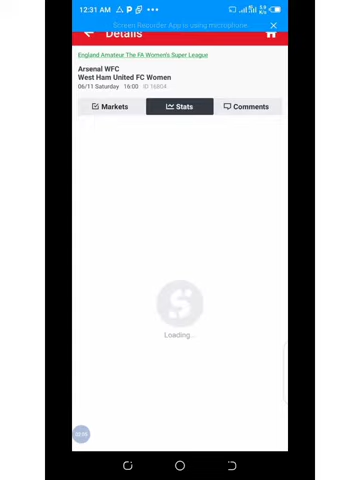 12:31 AM
Screen Recorder App is using microphone
Details
England Amateur The FA Women's Super League
Arsenal WFC
West Ham United FC Women
06/11 Saturday 16:00 ID 16604
Markets Stats Comments
Loading...